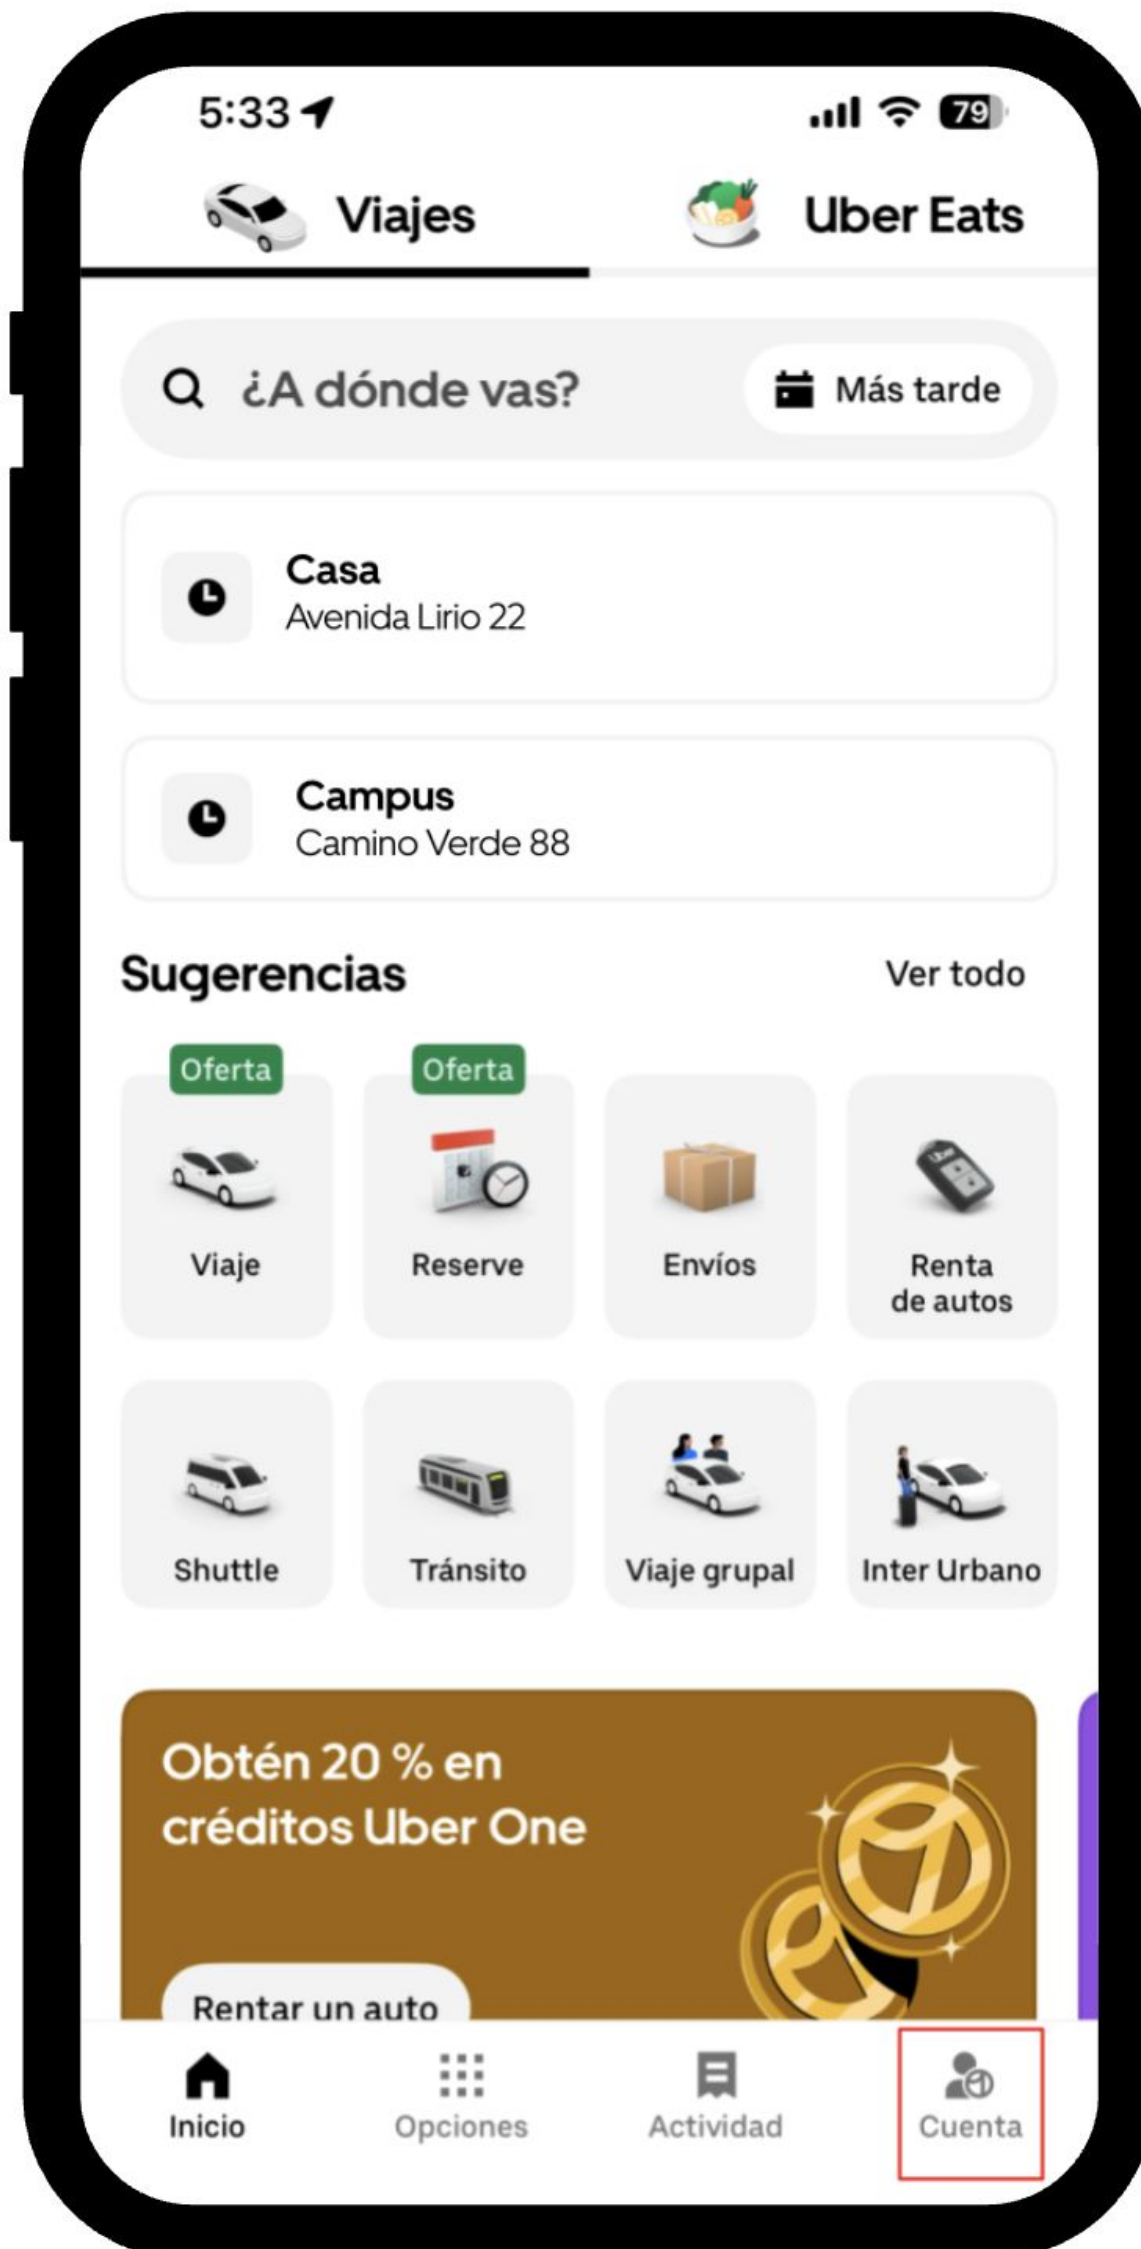 5:33
79
Viajes
Uber Eats
¿A dónde vas?
Más tarde
Casa
Avenida Lirio 22
Campus
Camino Verde 88
Sugerencias
Ver todo
Oferta
Oferta
Viaje
Reserve
Envíos
Uber
Renta
de autos
Shuttle
Tránsito
Viaje grupal
Inter Urbano
Obtén 20 % en
créditos Uber One
Rentar un auto
Inicio
Opciones
Actividad
Cuenta